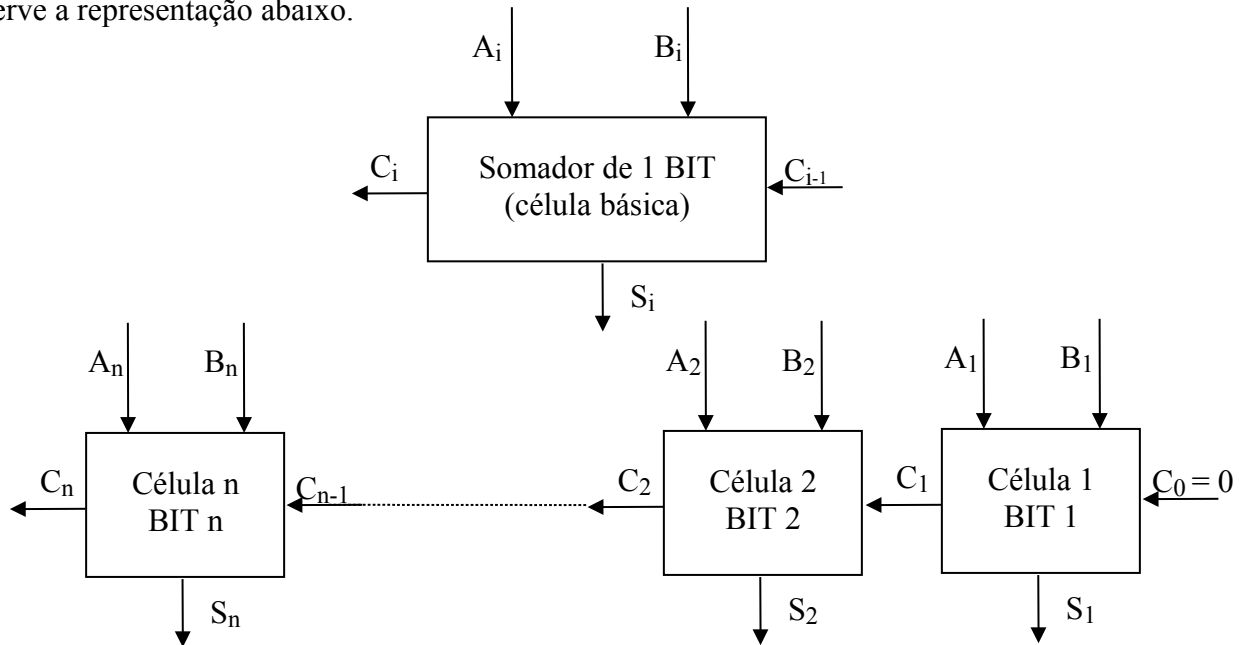 erve a representação abaixo.
Ai Bi
Ci Somador de 1 BIT Ci-1
(célula básica)
Si
An Bn A2 B2 A1 B1
Cn Célula n Cn-1 C2 Célula 2 C1 Célula 1 C0 = 0
BIT n BIT 2 BIT 1
Sn S2 S1